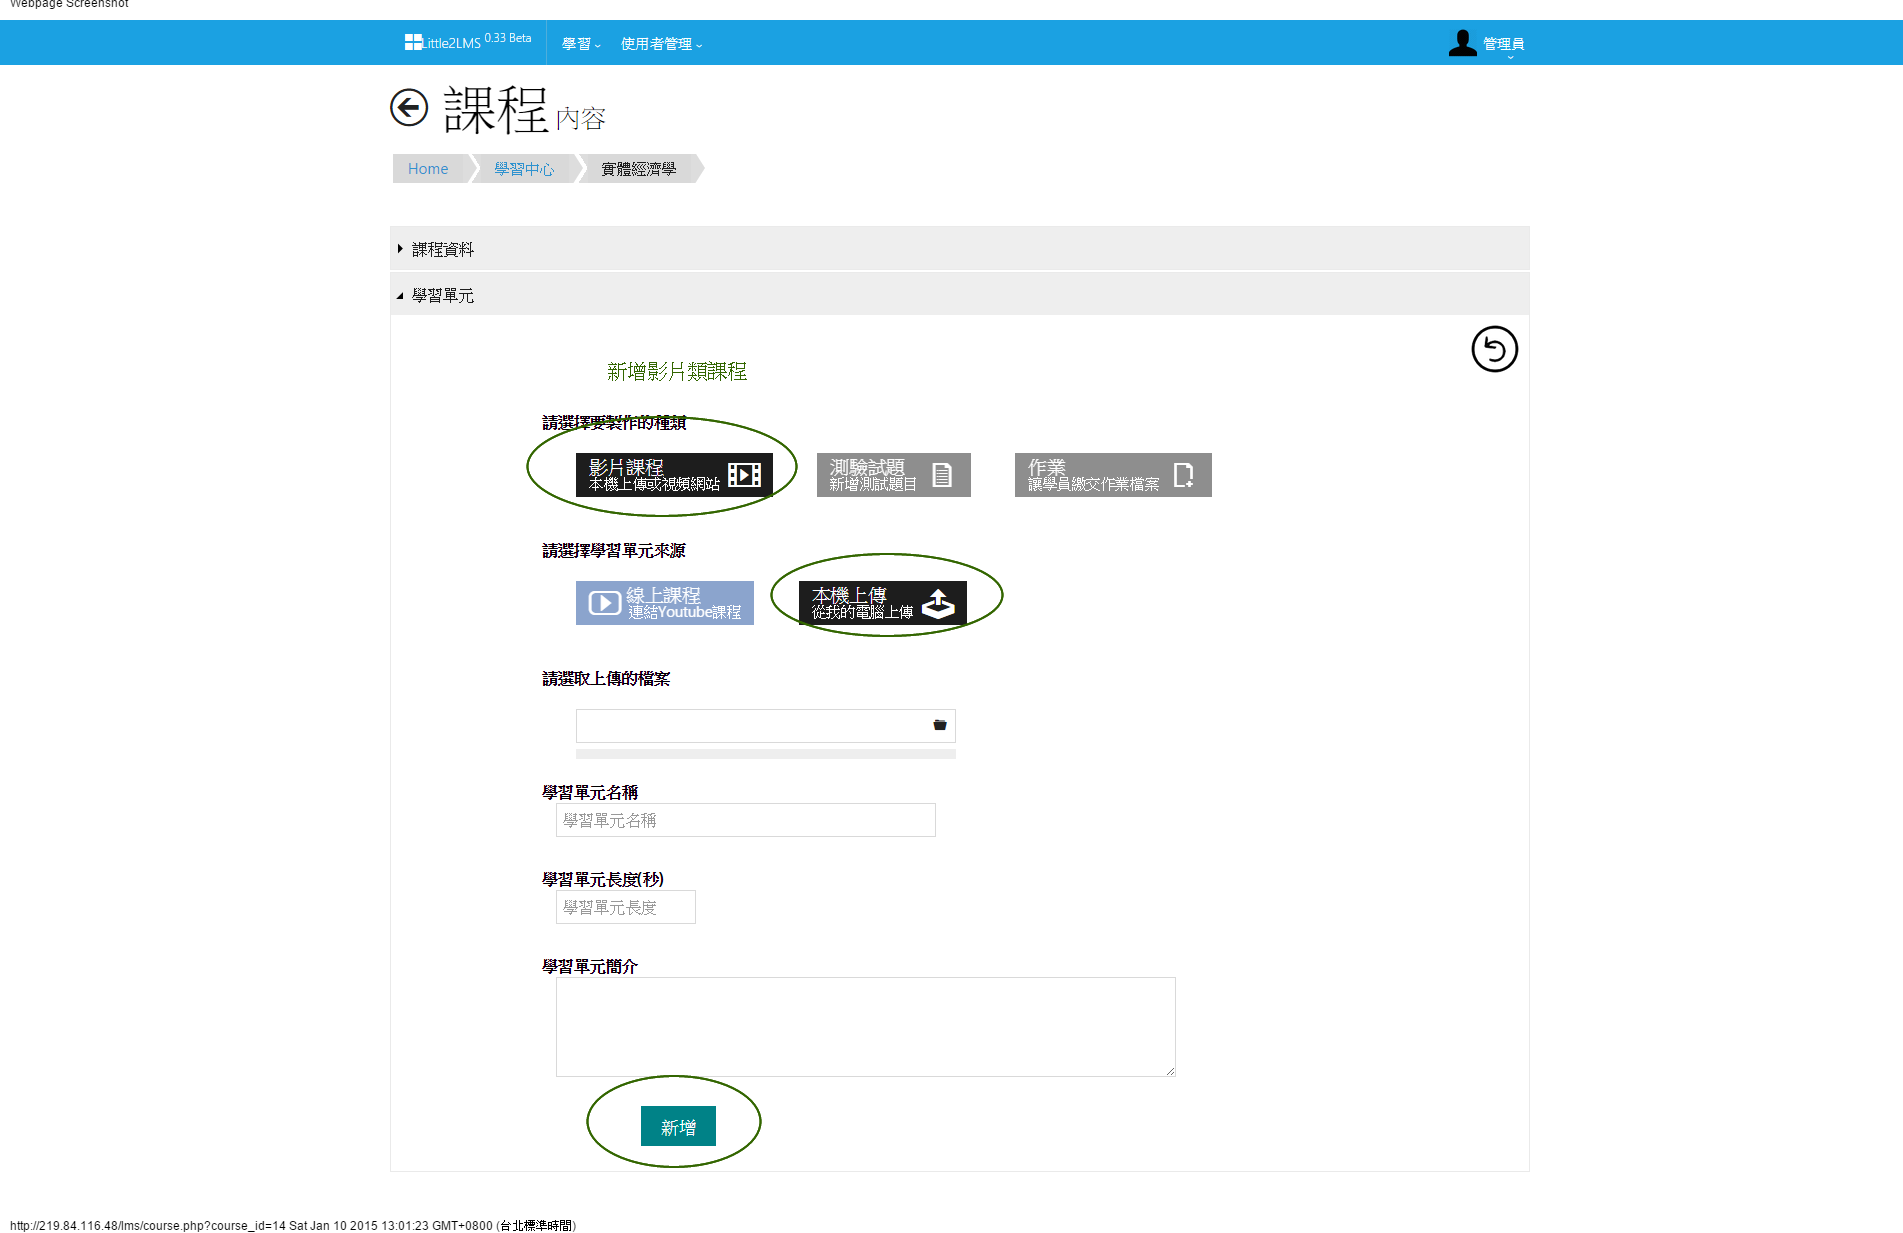 Webpage Screenshot
Little2LMS 0.33 Beta 學習 使用者管理 管理員
課程 內容
Home 學習中心 實體經濟學
課程資料
學習單元
新增影片類課程
請選擇要製作的種類
影片課程
本機上傳或視頻網站
測驗試題
新增測試題目
作業
讓學員繳交作業檔案
請選擇學習單元來源
線上課程
連結Youtube課程
本機上傳
從我的電腦上傳
請選取上傳的檔案
學習單元名稱
學習單元名稱
學習單元長度(秒)
學習單元長度
學習單元簡介
新增
http://219.84.116.48/lms/course.php?course_id=14 Sat Jan 10 2015 13:01:23 GMT+0800 (台北標準時間)